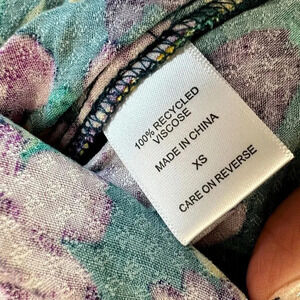 100% RECYCLED
VISCOSE
MADE IN CHINA
XS
CARE ON REVERSE